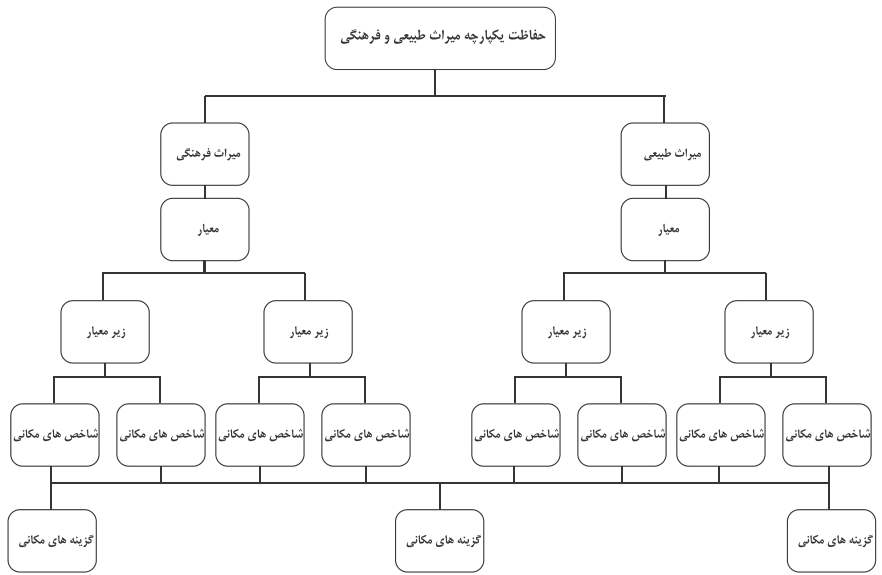 حفاظت یکپارچه میراث طبیعی و فرهنگی
میراث طبیعی
میراث فرهنگی
معیار
معیار
زیر معیار
زیر معیار
زیر معیار
زیر معیار
شاخص های مکانی
شاخص های مکانی
شاخص های مکانی
شاخص های مکانی
شاخص های مکانی
شاخص های مکانی
شاخص های مکانی
شاخص های مکانی
گزینه های مکانی
گزینه های مکانی
گزینه های مکانی